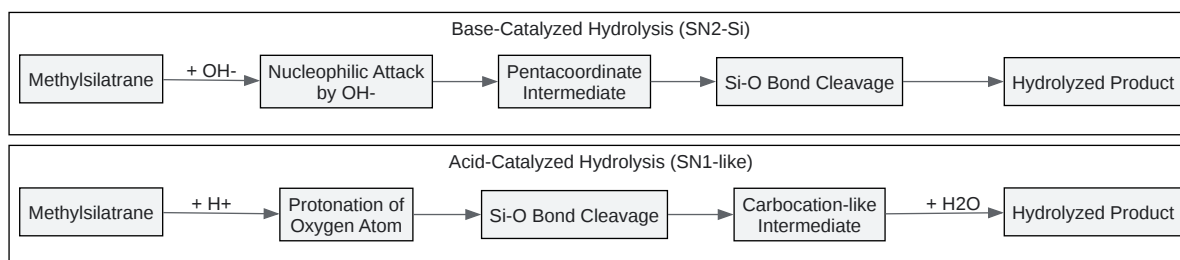 Base-Catalyzed Hydrolysis (SN2-Si)
Methylsilatrane
+ OH-
Nucleophilic Attack
by OH-
Pentacoordinate
Intermediate
Si-O Bond Cleavage
Hydrolyzed Product
Acid-Catalyzed Hydrolysis (SN1-like)
Methylsilatrane
+ H+
Protonation of
Oxygen Atom
Si-O Bond Cleavage
Carbocation-like
Intermediate
+ H2O
Hydrolyzed Product